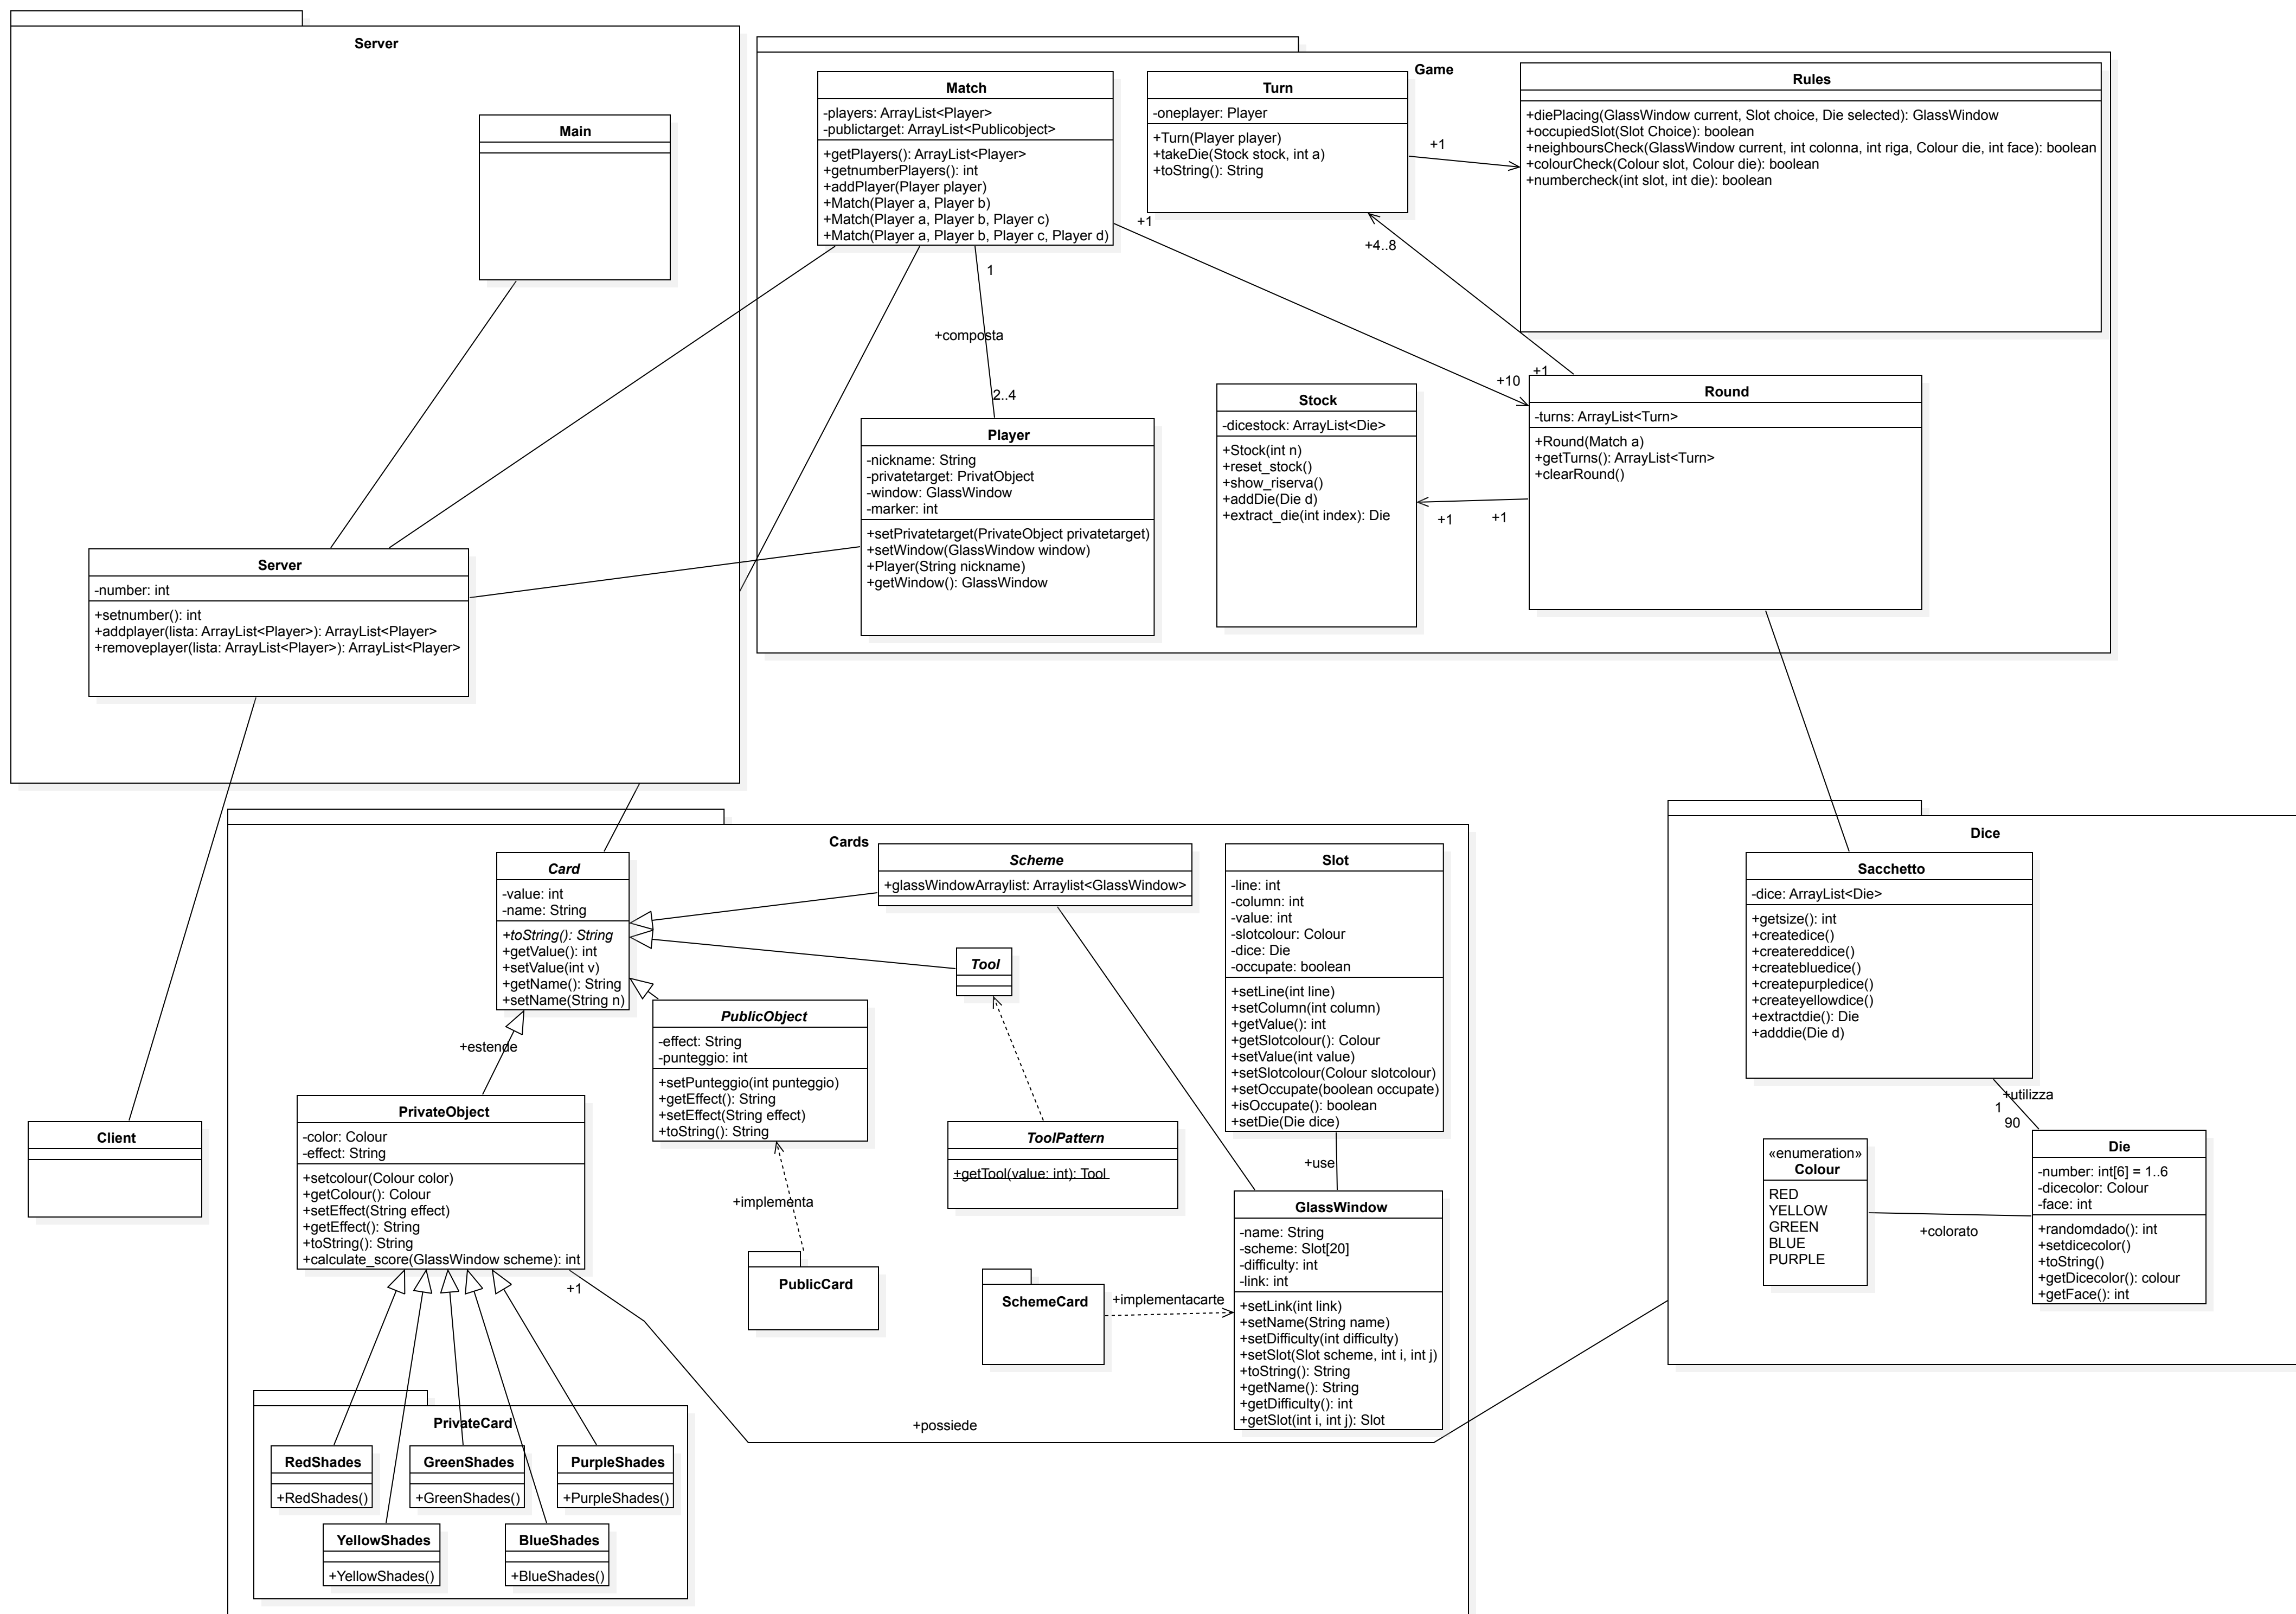 Server
Main
Server
-number: int
+setnumber(): int
+addplayer(lista: ArrayList<Player>): ArrayList<Player>
+removeplayer(lista: ArrayList<Player>): ArrayList<Player>
Client
Game
Match
-players: ArrayList<Player>
-publictarget: ArrayList<Publicobject>
+getPlayers(): ArrayList<Player>
+getnumberPlayers(): int
+addPlayer(Player player)
+Match(Player a, Player b)
+Match(Player a, Player b, Player c)
+Match(Player a, Player b, Player c, Player d)
Turn
-oneplayer: Player
+Turn(Player player)
+takeDie(Stock stock, int a)
+toString(): String
+1
Rules
+diePlacing(GlassWindow current, Slot choice, Die selected): GlassWindow
+occupiedSlot(Slot Choice): boolean
+neighboursCheck(GlassWindow current, int colonna, int riga, Colour die, int face): boolean
+colourCheck(Colour slot, Colour die): boolean
+numbercheck(int slot, int die): boolean
+1
+4..8
1
+composta
2..4
+10
+1
Player
-nickname: String
-privatetarget: PrivatObject
-window: GlassWindow
-marker: int
+setPrivatetarget(PrivateObject privatetarget)
+setWindow(GlassWindow window)
+Player(String nickname)
+getWindow(): GlassWindow
Stock
-dicestock: ArrayList<Die>
+Stock(int n)
+reset_stock()
+show_riserva()
+addDie(Die d)
+extract_die(int index): Die
+1
+1
Round
-turns: ArrayList<Turn>
+Round(Match a)
+getTurns(): ArrayList<Turn>
+clearRound()
Cards
Card
-value: int
-name: String
+toString(): String
+getValue(): int
+setValue(int v)
+getName(): String
+setName(String n)
Scheme
+glassWindowArraylist: Arraylist<GlassWindow>
Tool
Slot
-line: int
-column: int
-value: int
-slotcolour: Colour
-dice: Die
-occupate: boolean
+setLine(int line)
+setColumn(int column)
+getValue(): int
+getSlotcolour(): Colour
+setValue(int value)
+setSlotcolour(Colour slotcolour)
+setOccupate(boolean occupate)
+isOccupate(): boolean
+setDie(Die dice)
+use
PublicObject
-effect: String
-punteggio: int
+setPunteggio(int punteggio)
+getEffect(): String
+setEffect(String effect)
+toString(): String
+estende
PrivateObject
-color: Colour
-effect: String
+setcolour(Colour color)
+getColour(): Colour
+setEffect(String effect)
+getEffect(): String
+toString(): String
+calculate_score(GlassWindow scheme): int
+1
+implementa
PublicCard
ToolPattern
+getTool(value: int): Tool
SchemeCard
+implementacarte
GlassWindow
-name: String
-scheme: Slot[20]
-difficulty: int
-link: int
+setLink(int link)
+setName(String name)
+setDifficulty(int difficulty)
+setSlot(Slot scheme, int i, int j)
+toString(): String
+getName(): String
+getDifficulty(): int
+getSlot(int i, int j): Slot
+possiede
PrivateCard
RedShades
+RedShades()
GreenShades
+GreenShades()
PurpleShades
+PurpleShades()
YellowShades
+YellowShades()
BlueShades
+BlueShades()
Dice
Sacchetto
-dice: ArrayList<Die>
+getsize(): int
+createdice()
+createreddice()
+createbluedice()
+createpurpledice()
+createyellowdice()
+extractdie(): Die
+adddie(Die d)
+utilizza
1
90
«enumeration»
Colour
RED
YELLOW
GREEN
BLUE
PURPLE
+colorato
Die
-number: int[6] = 1..6
-dicecolor: Colour
-face: int
+randomdado(): int
+setdicecolor()
+toString()
+getDicecolor(): colour
+getFace(): int